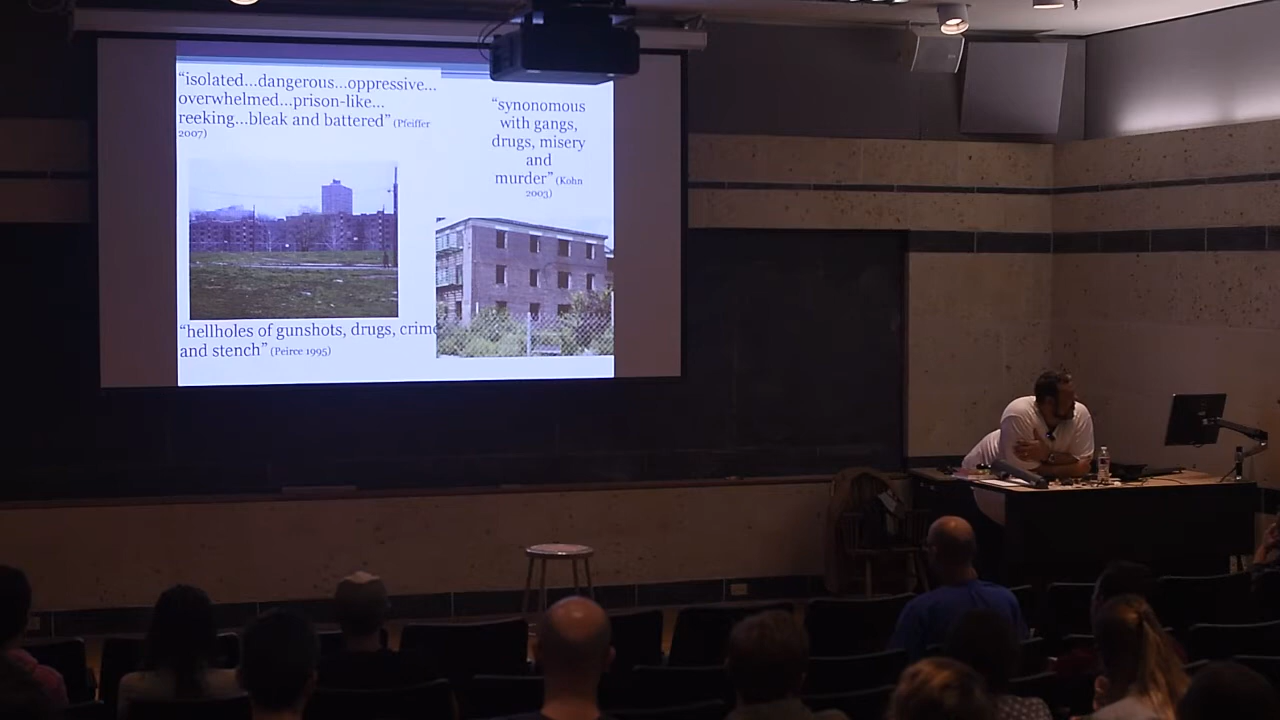 “isolated...dangerous...oppressive...
overwhelmed...prison-like...
reeking...bleak and battered” (Pfeiffer
2007)
“synonomous
with gangs,
drugs, misery
and
murder” (Kohn
2003)
“hellholes of gunshots, drugs, crime
and stench” (Peirce 1995)